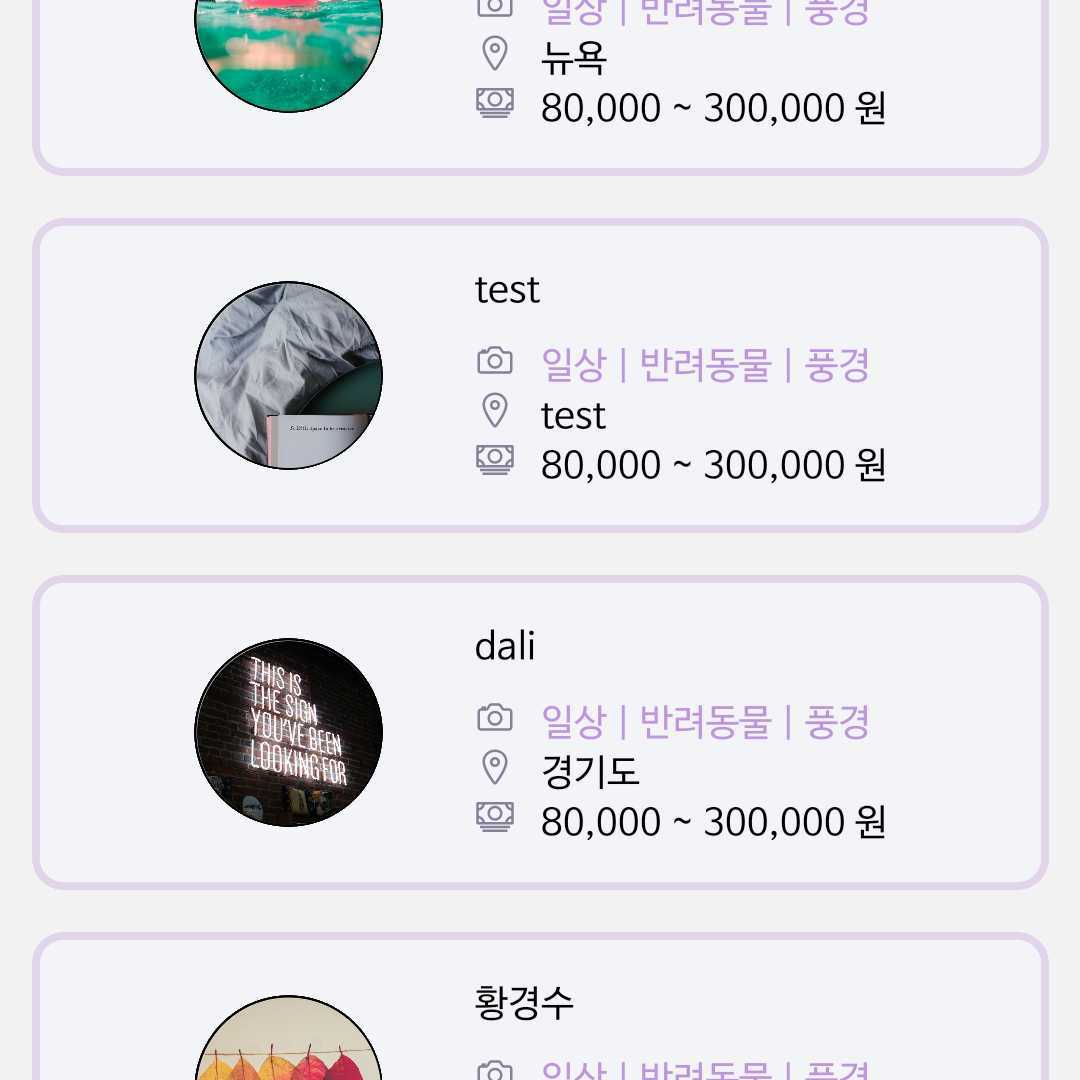 일상 | 반려동물 | 풍경
뉴욕
80,000 ~ 300,000 원
test
일상 | 반려동물 | 풍경
test
80,000 ~ 300,000 원
dali
THIS IS
THE SIGN
YOU'VE BEEN
LOOKING FOR
일상 | 반려동물 | 풍경
경기도
80,000 ~ 300,000 원
황경수
일상 | 반려동물 | 풍경